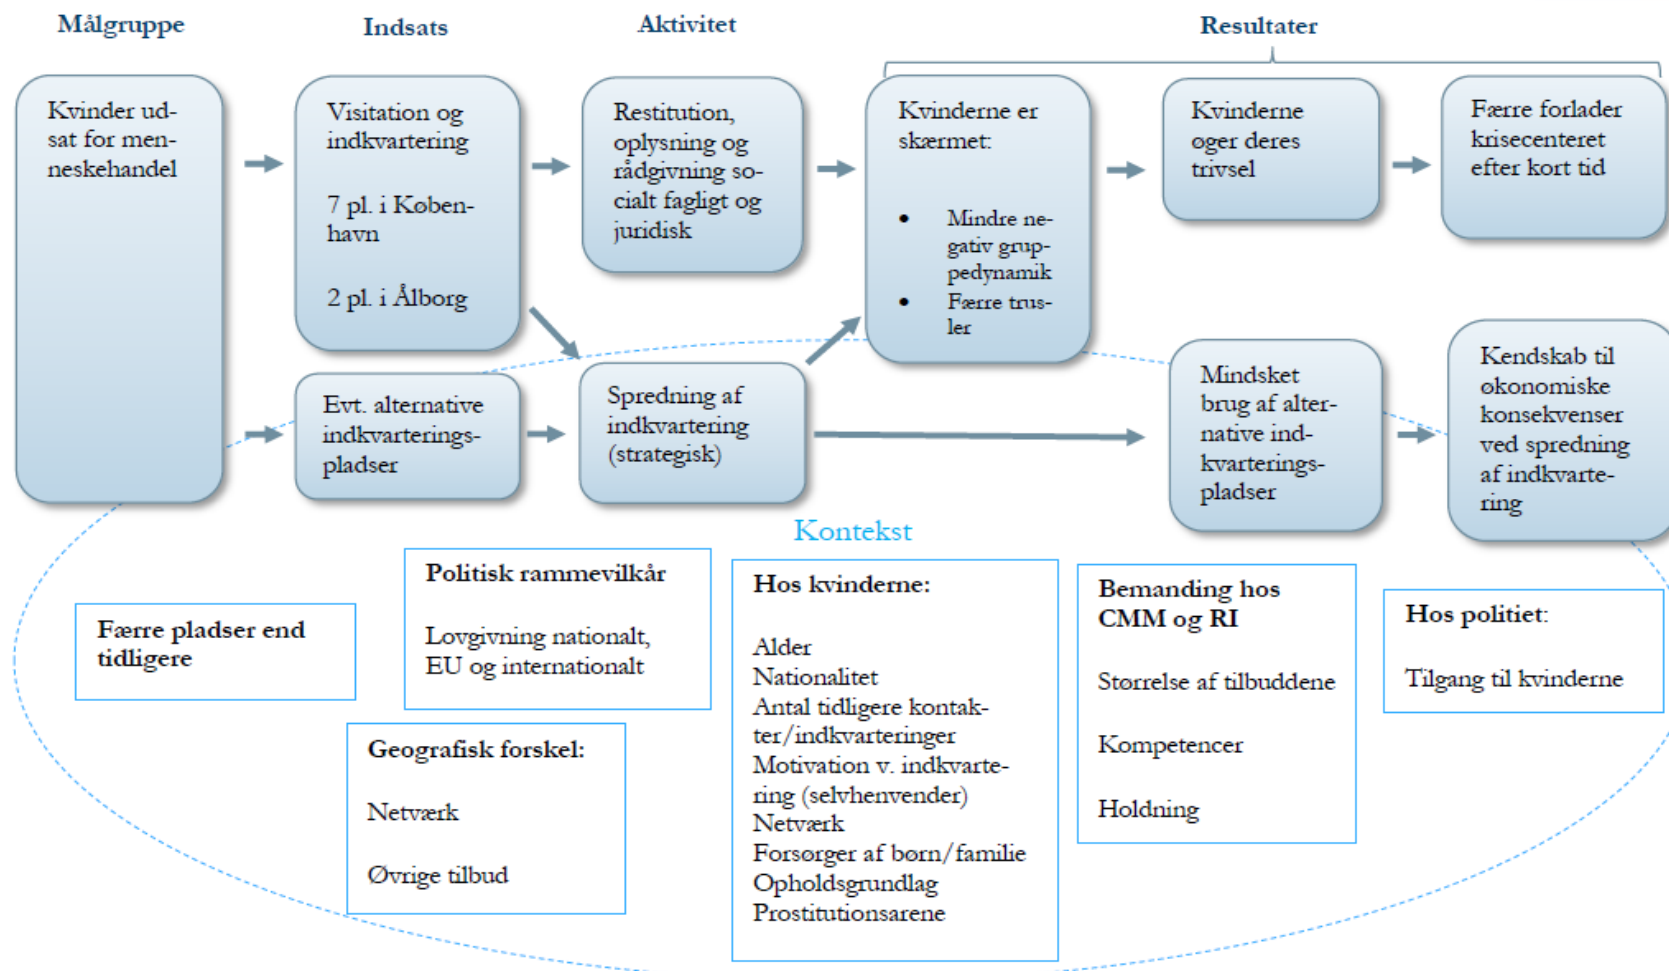 Målgruppe
Indsats
Aktivitet
Resultater
Kvinder ud-
sat for men-
neskehandel
Visitation og
indkvartering
7 pl. i Køben-
havn
2 pl. i Ålborg
Restitution,
oplysning og
rådgivning so-
cialt fagligt og
juridisk
Kvinderne er
skærmet:
• Mindre ne-
gativ grup-
pedynamik
• Færre trus-
ler
Kvinderne
øger deres
trivsel
Færre forlader
krisecenteret
efter kort tid
Evt. alternative
indkvarterings-
pladser
Spredning af
indkvartering
(strategisk)
Mindsket
brug af alter-
native ind-
kvarterings-
pladser
Kendskab til
økonomiske
konsekvenser
ved spredning
af indkvarte-
ring
Kontekst
Færre pladser end
tidligere
Politisk rammevilkår
Lovgivning nationalt,
EU og internationalt
Geografisk forskel:
Netværk
Øvrige tilbud
Hos kvinderne:
Alder
Nationalitet
Antal tidligere kontak-
ter/indkvarteringer
Motivation v. indkvarte-
ring (selvhenvender)
Netværk
Forsørger af børn/familie
Opholdsgrundlag
Prostitutionsarene
Bemanding hos
CMM og RI
Størrelse af tilbuddene
Kompetencer
Holdning
Hos politiet:
Tilgang til kvinderne